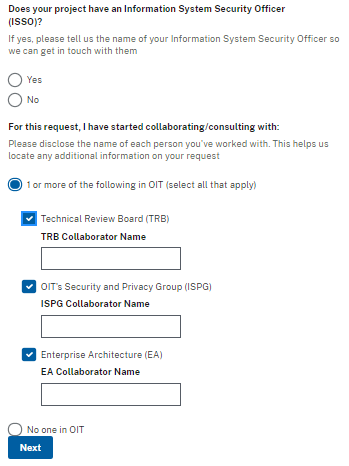 Does your project have an Information System Security Officer
(ISSO)?
If yes, please tell us the name of your Information System Security Officer so
we can get in touch with them
Yes
No
For this request, I have started collaborating/consulting with:
Please disclose the name of each person you've worked with. This helps us
locate any additional information on your request
1 or more of the following in OIT (select all that apply)
Technical Review Board (TRB)
TRB Collaborator Name
OIT's Security and Privacy Group (ISPG)
ISPG Collaborator Name
Enterprise Architecture (EA)
EA Collaborator Name
No one in OIT
Next